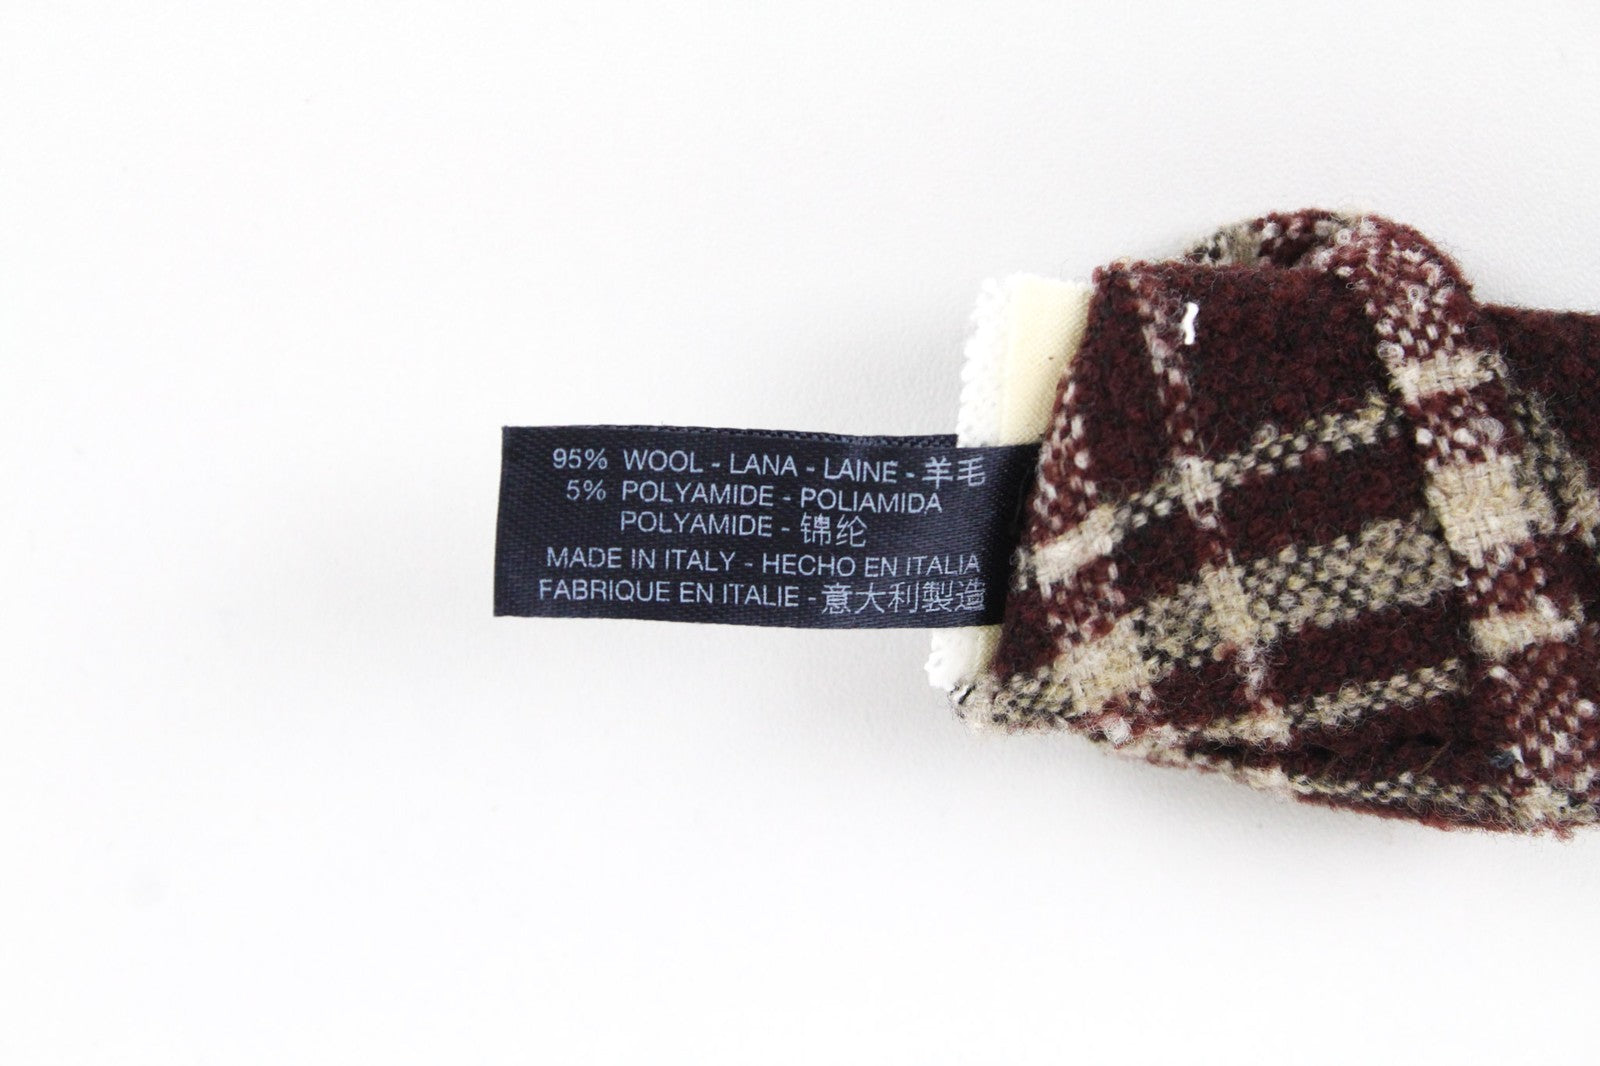 95% WOOL - LANA - LAINE - 羊毛
5% POLYAMIDE - POLIAMIDA
POLYAMIDE - 锦纶
MADE IN ITALY - HECHO EN ITALIA
FABRIQUE EN ITALIE - 意大利製造